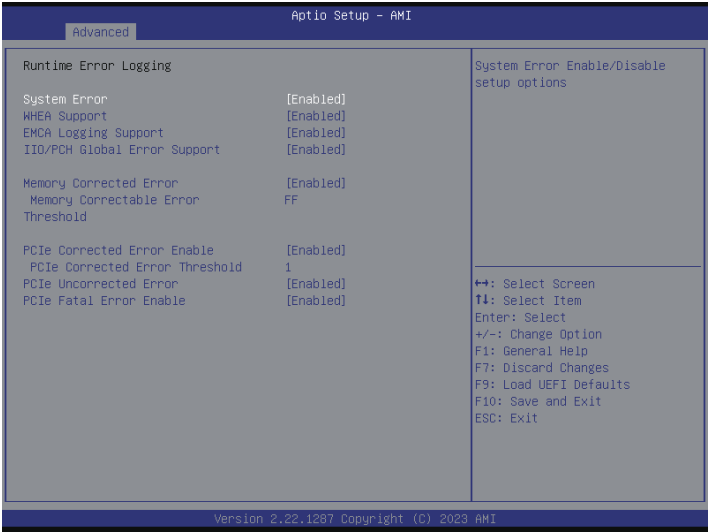 Aptio Setup – AMI
Advanced
Runtime Error Logging
System Error [Enabled]
WHEA Support [Enabled]
EMCA Logging Support [Enabled]
IIO/PCH Global Error Support [Enabled]
Memory Corrected Error [Enabled]
Memory Correctable Error FF
Threshold
PCIe Corrected Error Enable [Enabled]
PCIe Corrected Error Threshold 1
PCIe Uncorrected Error [Enabled]
PCIe Fatal Error Enable [Enabled]
System Error Enable/Disable
setup options
↔: Select Screen
↑↓: Select Item
Enter: Select
+/-: Change Option
F1: General Help
F7: Discard Changes
F9: Load UEFI Defaults
F10: Save and Exit
ESC: Exit
Version 2.22.1287 Copyright (C) 2023 AMI